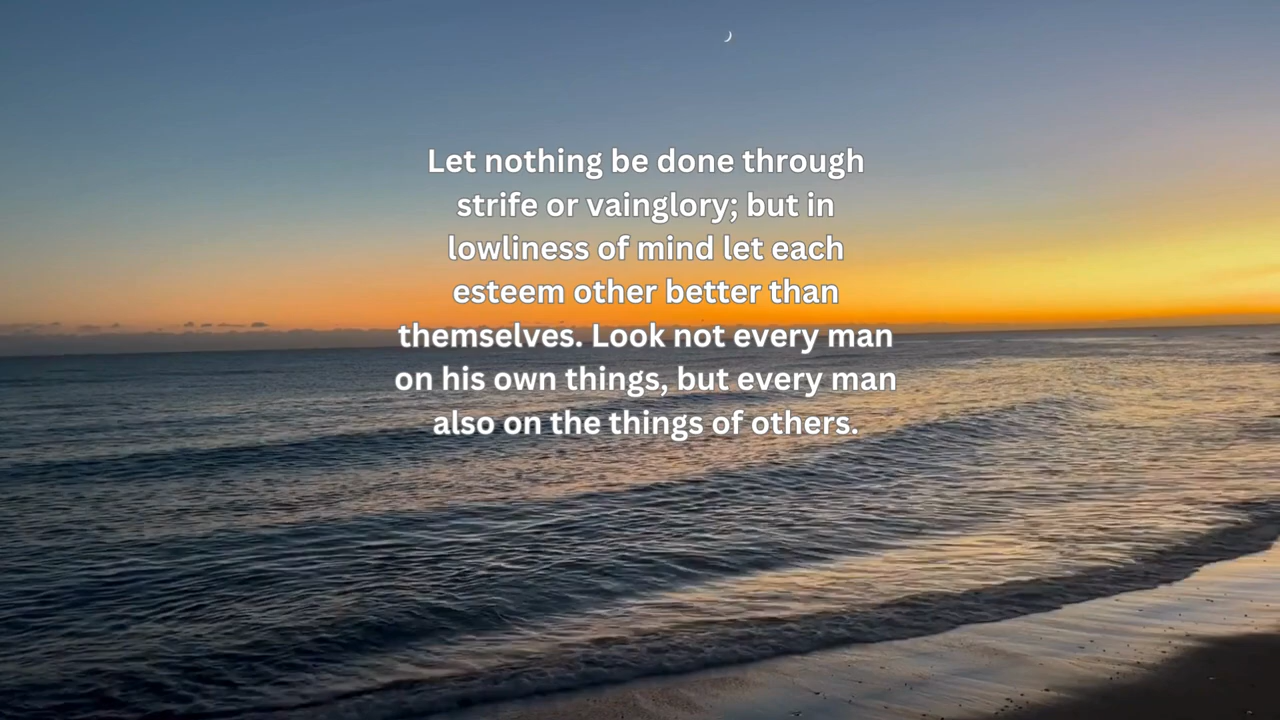 Let nothing be done through
strife or vainglory; but in
lowliness of mind let each
esteem other better than
themselves. Look not every man
on his own things, but every man
also on the things of others.